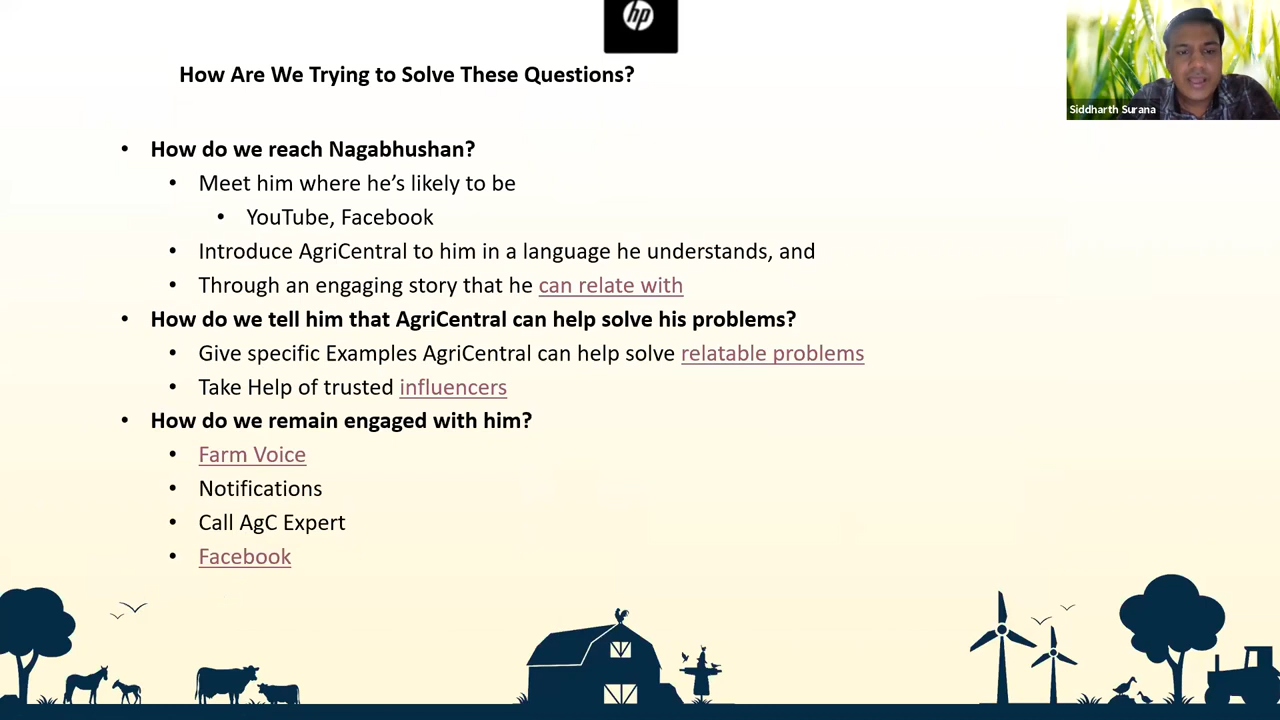 hp
Siddharth Surana
How Are We Trying to Solve These Questions?
• How do we reach Nagabhushan?
• Meet him where he’s likely to be
• YouTube, Facebook
• Introduce AgriCentral to him in a language he understands, and
• Through an engaging story that he can relate with
• How do we tell him that AgriCentral can help solve his problems?
• Give specific Examples AgriCentral can help solve relatable problems
• Take Help of trusted influencers
• How do we remain engaged with him?
• Farm Voice
• Notifications
• Call AgC Expert
• Facebook